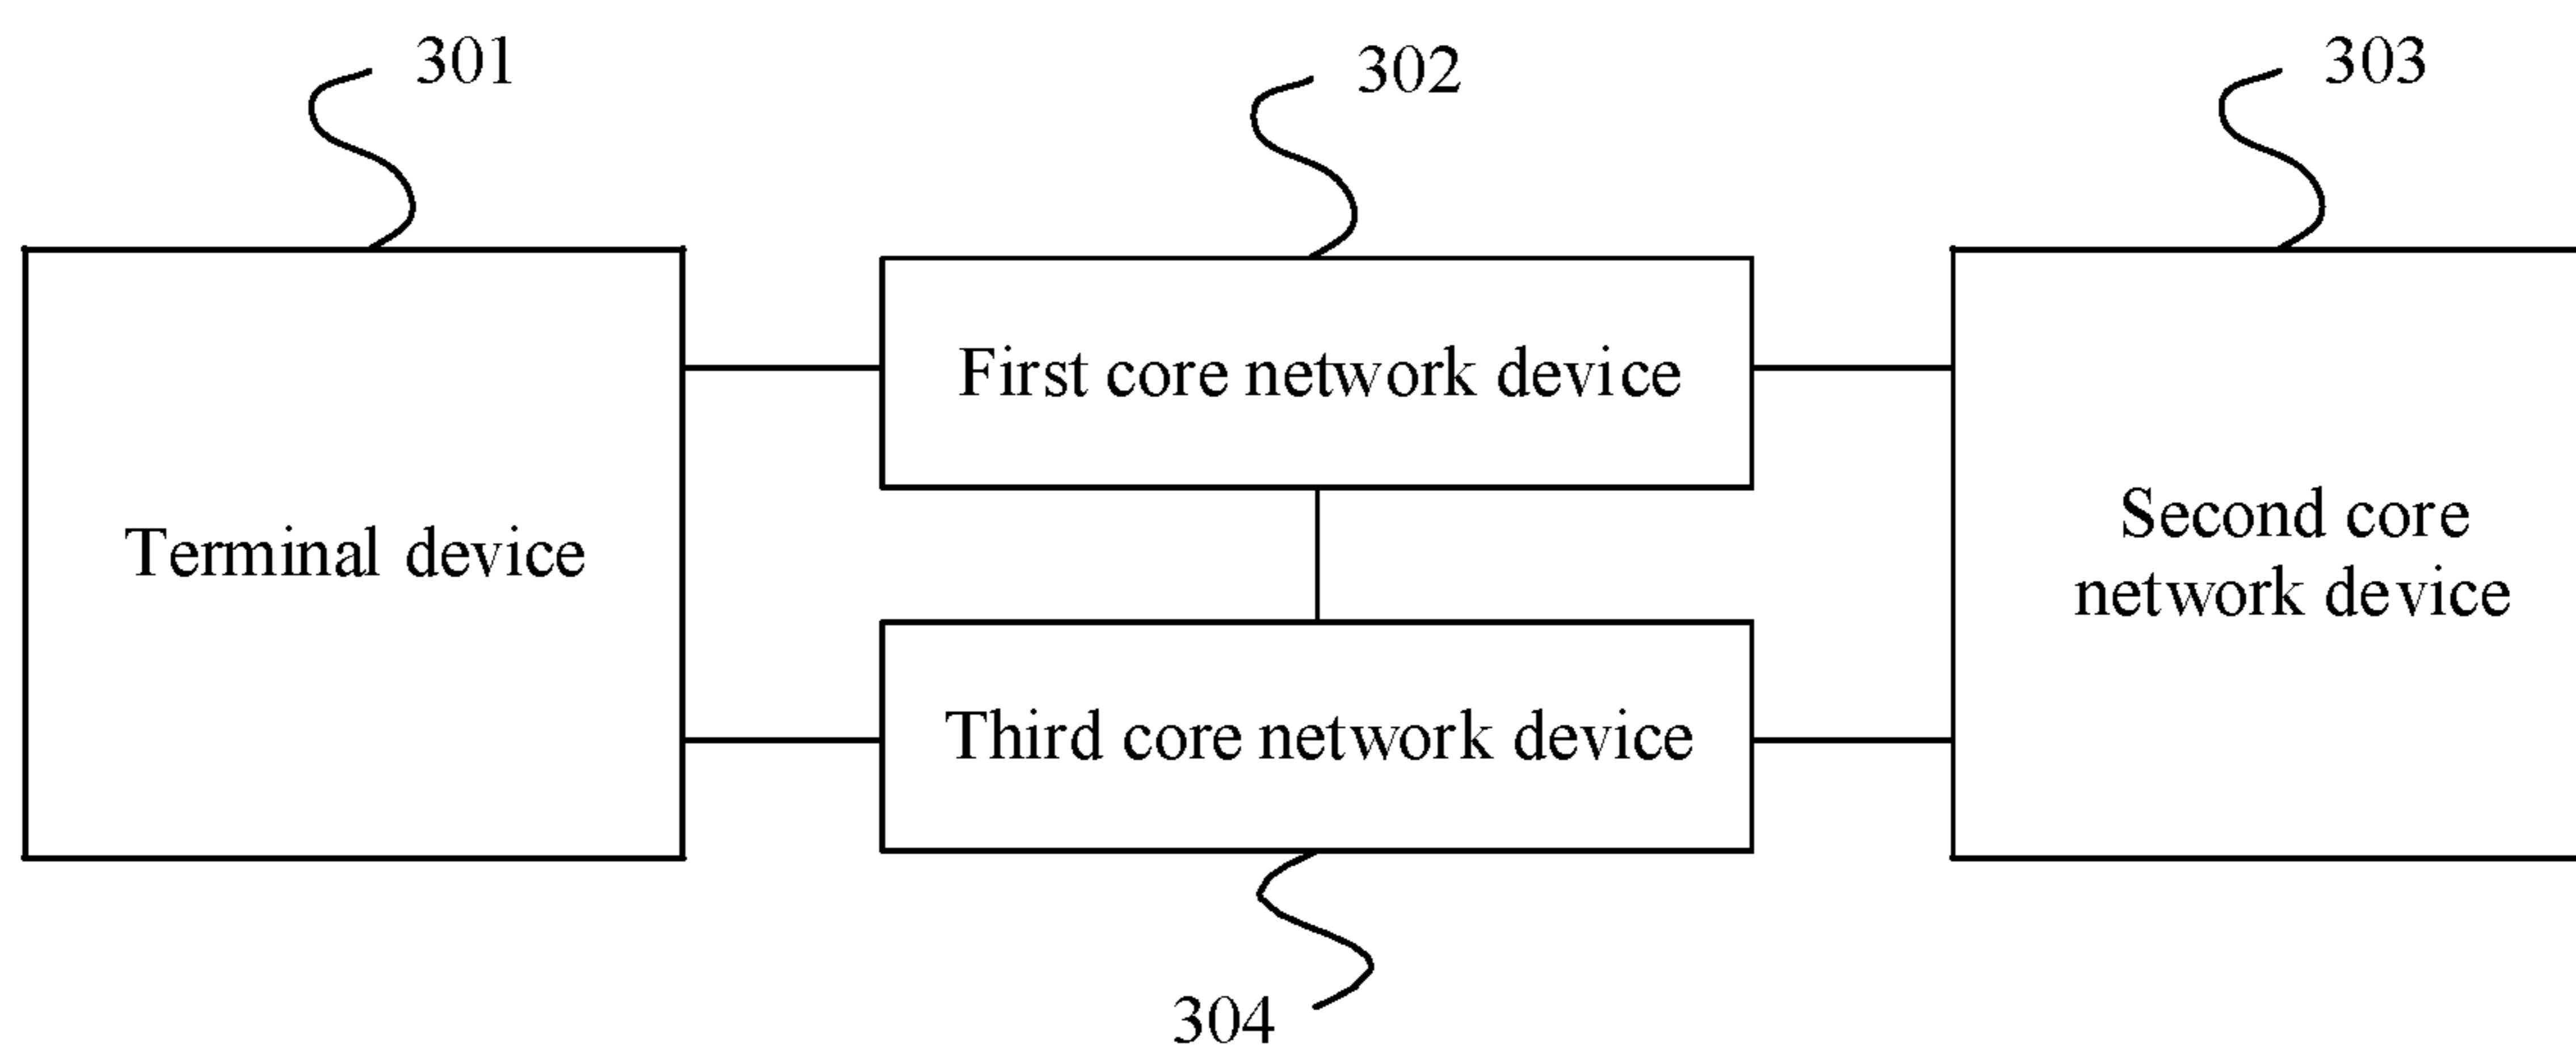 301
302
303
First core network device
Terminal device
Second core
network device
Third core network device
304